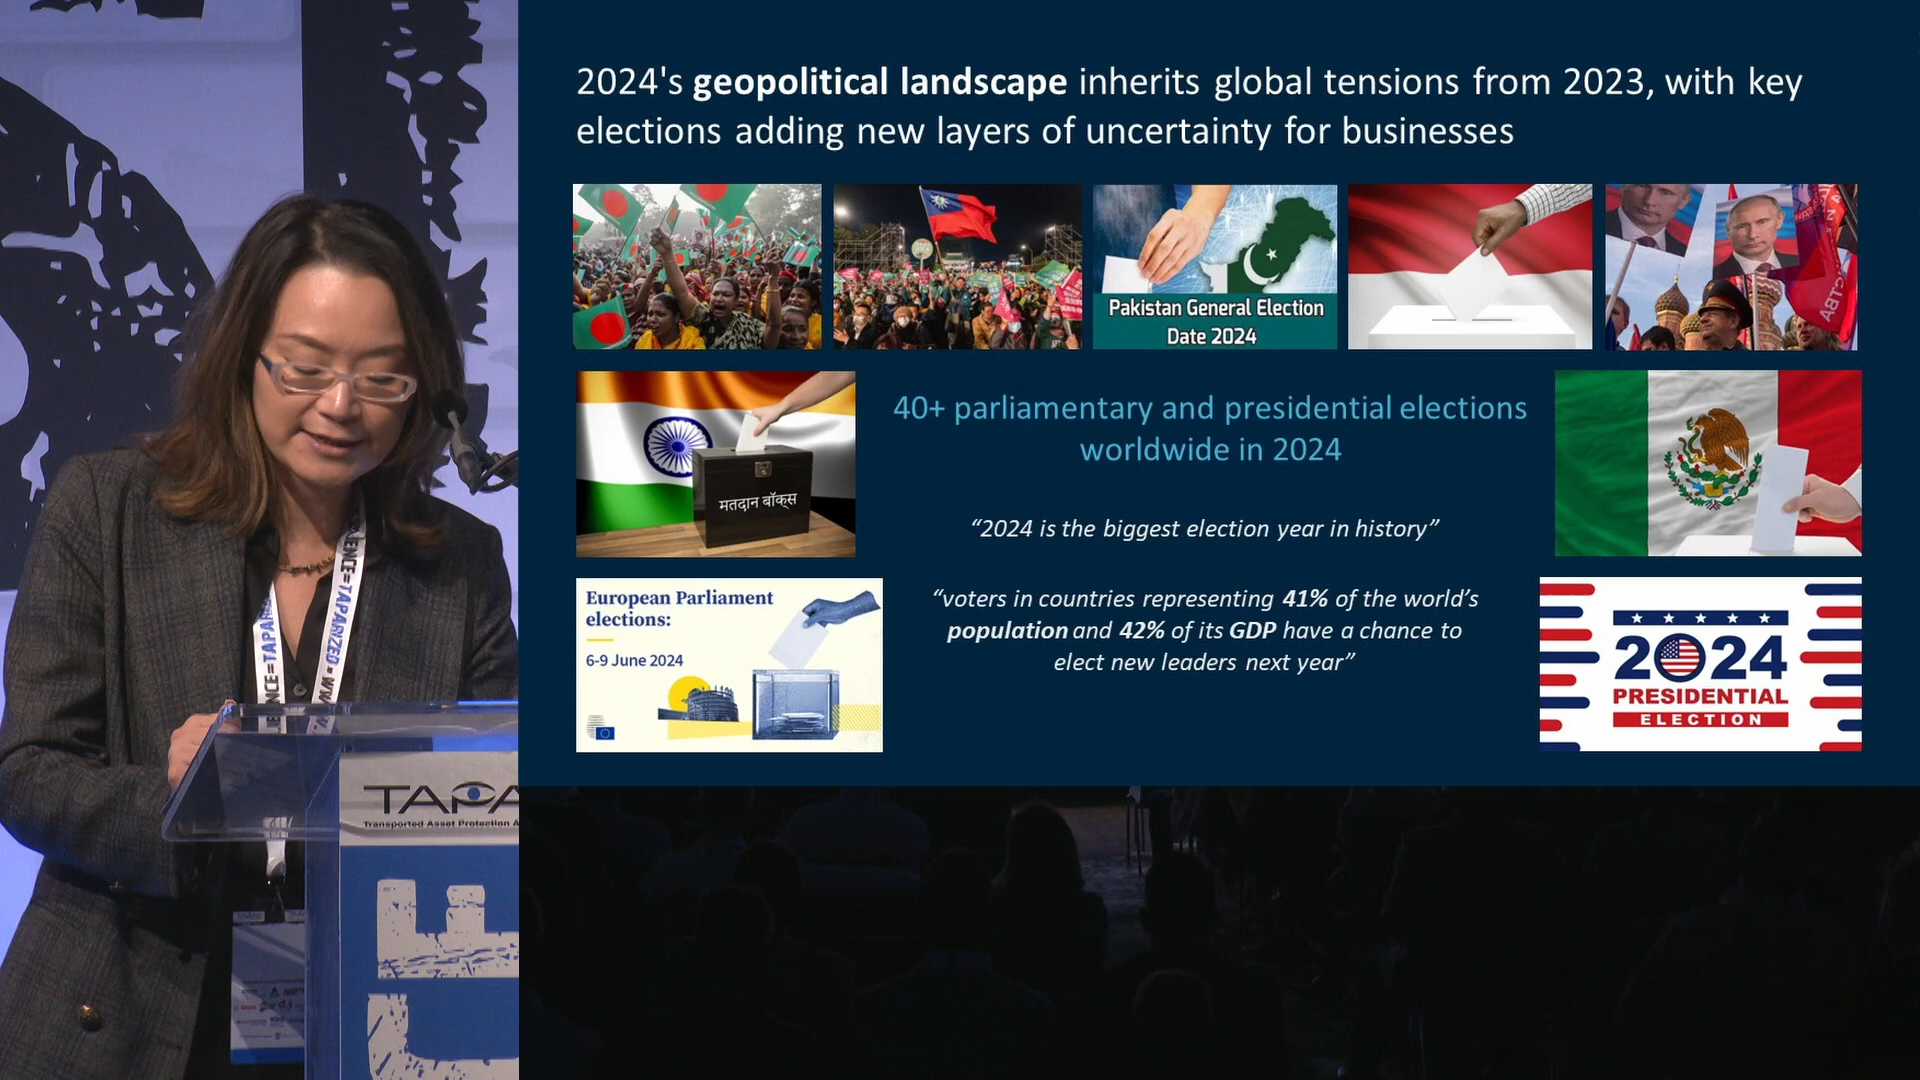 2024's geopolitical landscape inherits global tensions from 2023, with key
elections adding new layers of uncertainty for businesses
Pakistan General Election
Date 2024
40+ parliamentary and presidential elections
worldwide in 2024
मतदान बॉक्स
“2024 is the biggest election year in history”
“voters in countries representing 41% of the world’s
population and 42% of its GDP have a chance to
elect new leaders next year”
European Parliament
elections:
6-9 June 2024
2024
PRESIDENTIAL
ELECTION
TAPA
Transported Asset Protection A